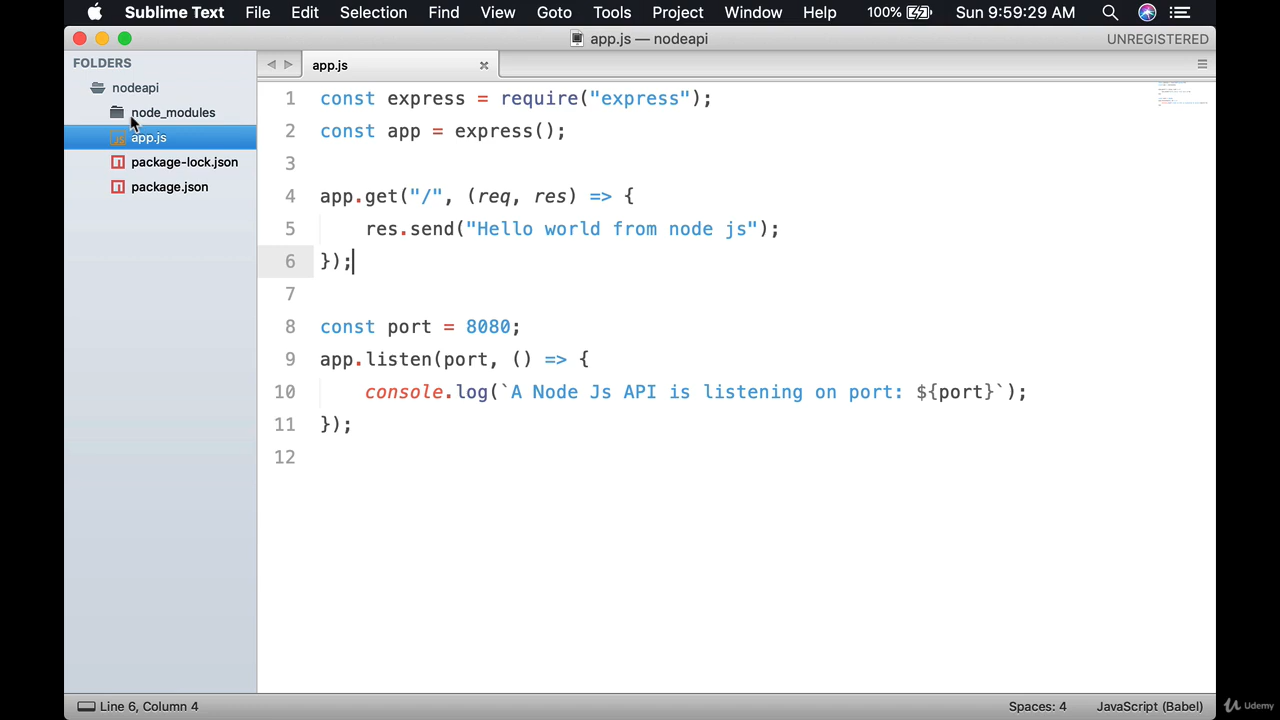 Sublime Text File Edit Selection Find View Goto Tools Project Window Help 100% Sun 9:59:29 AM
app.js — nodeapi UNREGISTERED
FOLDERS
nodeapi
node_modules
app.js
package-lock.json
package.json
app.js
1 const express = require("express");
2 const app = express();
3
4 app.get("/", (req, res) => {
5 res.send("Hello world from node js");
6 });
7
8 const port = 8080;
9 app.listen(port, () => {
10 console.log(`A Node Js API is listening on port: ${port}`);
11 });
12
Line 6, Column 4 Spaces: 4 JavaScript (Babel)
Udemy